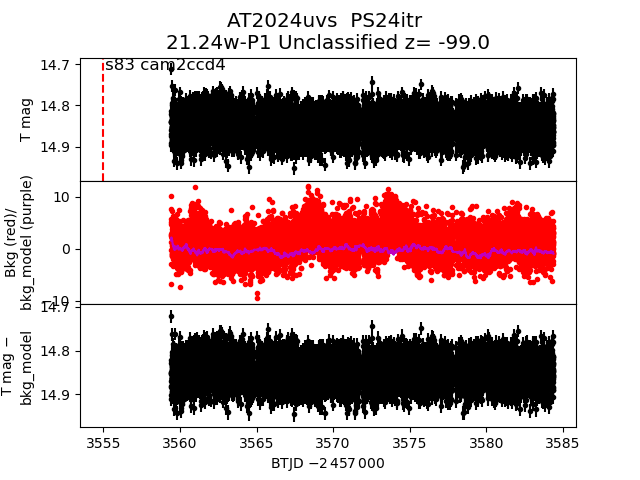 AT2024uvs  PS24itr
21.24w-P1 Unclassified z= -99.0
s83 cam2ccd4
14.7
14.8
14.9
T mag
10
0
−10
Bkg (red)/
bkg_model (purple)
14.7
14.8
14.9
T mag −
bkg_model
3555 3560 3565 3570 3575 3580 3585
BTJD −2 457 000